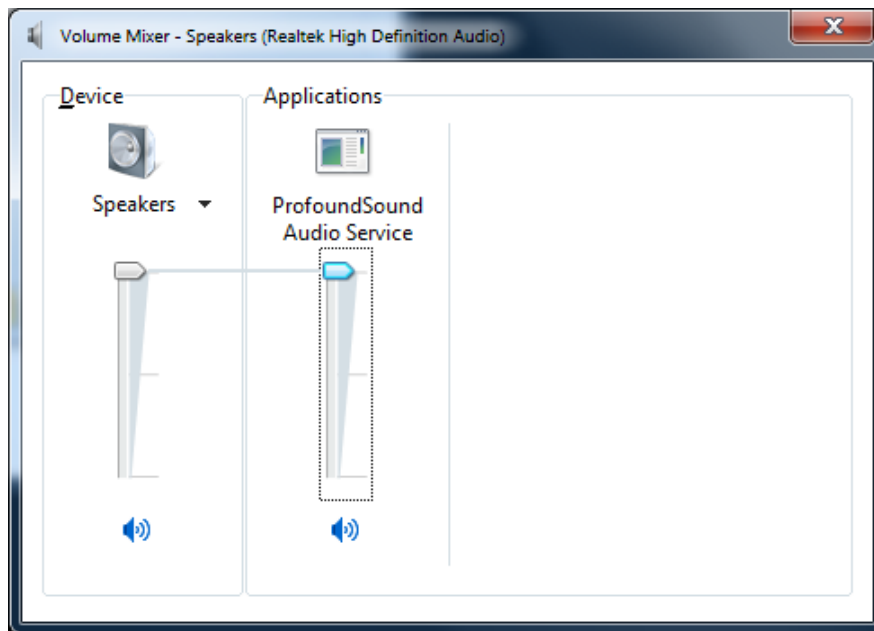 Volume Mixer - Speakers (Realtek High Definition Audio)
Device
Applications
Speakers
ProfoundSound
Audio Service